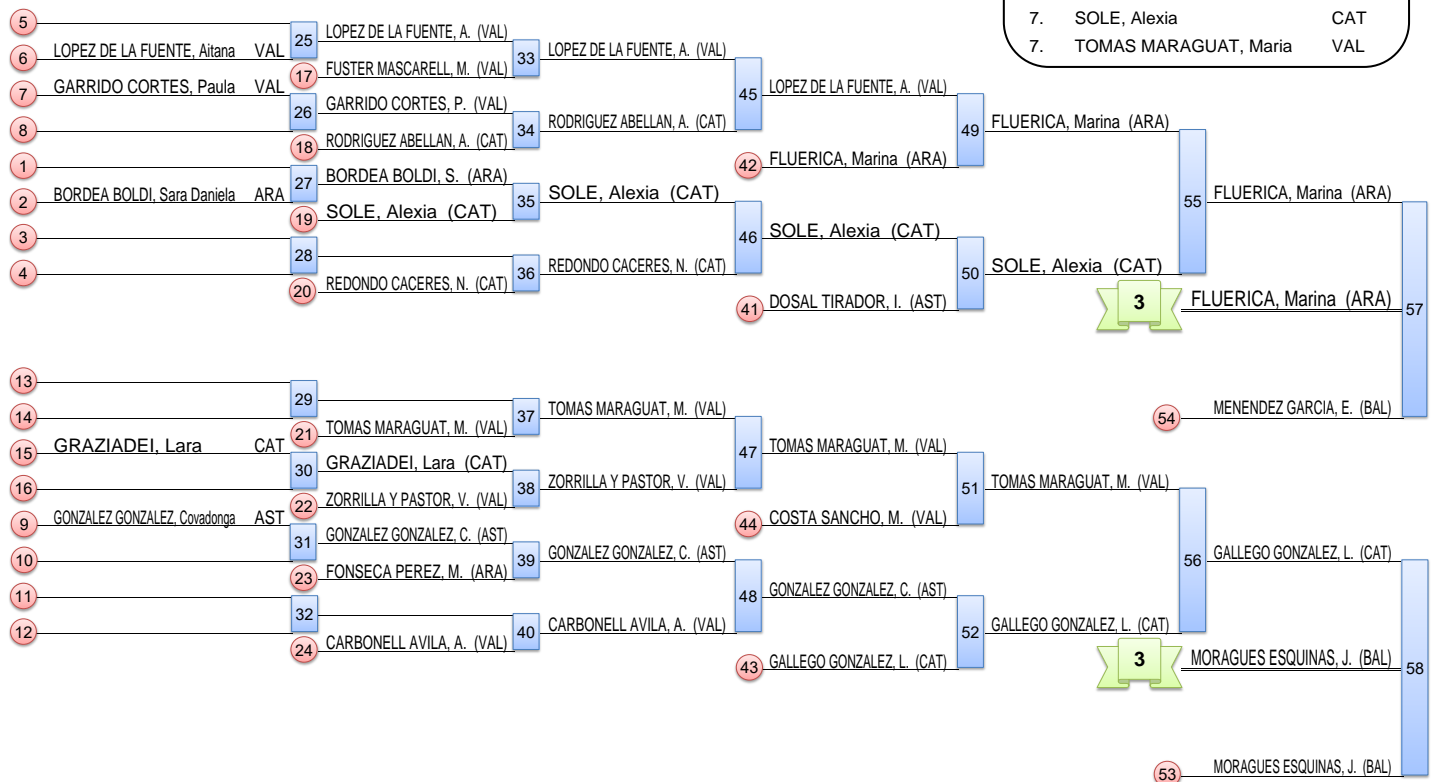 7. SOLE, Alexia CAT
7. TOMAS MARAGUAT, Maria VAL
5
6 LOPEZ DE LA FUENTE, Aitana VAL
25 LOPEZ DE LA FUENTE, A. (VAL)
17 FUSTER MASCARELL, M. (VAL)
33 LOPEZ DE LA FUENTE, A. (VAL)
7 GARRIDO CORTES, Paula VAL
8
26 GARRIDO CORTES, P. (VAL)
18 RODRIGUEZ ABELLAN, A. (CAT)
34 RODRIGUEZ ABELLAN, A. (CAT)
45 LOPEZ DE LA FUENTE, A. (VAL)
42 FLUERICA, Marina (ARA)
49 FLUERICA, Marina (ARA)
1
2 BORDEA BOLDI, Sara Daniela ARA
27 BORDEA BOLDI, S. (ARA)
19 SOLE, Alexia (CAT)
35 SOLE, Alexia (CAT)
3
4
28
20 REDONDO CACERES, N. (CAT)
36 REDONDO CACERES, N. (CAT)
46 SOLE, Alexia (CAT)
41 DOSAL TIRADOR, I. (AST)
50 SOLE, Alexia (CAT)
55 FLUERICA, Marina (ARA)
3 FLUERICA, Marina (ARA)
57
54 MENENDEZ GARCIA, E. (BAL)
13
14
29
21 TOMAS MARAGUAT, M. (VAL)
37 TOMAS MARAGUAT, M. (VAL)
15 GRAZIADEI, Lara CAT
16
30 GRAZIADEI, Lara (CAT)
22 ZORRILLA Y PASTOR, V. (VAL)
38 ZORRILLA Y PASTOR, V. (VAL)
47 TOMAS MARAGUAT, M. (VAL)
44 COSTA SANCHO, M. (VAL)
51 TOMAS MARAGUAT, M. (VAL)
9 GONZALEZ GONZALEZ, Covadonga AST
10
31 GONZALEZ GONZALEZ, C. (AST)
23 FONSECA PEREZ, M. (ARA)
39 GONZALEZ GONZALEZ, C. (AST)
11
12
32
24 CARBONELL AVILA, A. (VAL)
40 CARBONELL AVILA, A. (VAL)
48 GONZALEZ GONZALEZ, C. (AST)
43 GALLEGO GONZALEZ, L. (CAT)
52 GALLEGO GONZALEZ, L. (CAT)
56 GALLEGO GONZALEZ, L. (CAT)
3 MORAGUES ESQUINAS, J. (BAL)
58
53 MORAGUES ESQUINAS, J. (BAL)